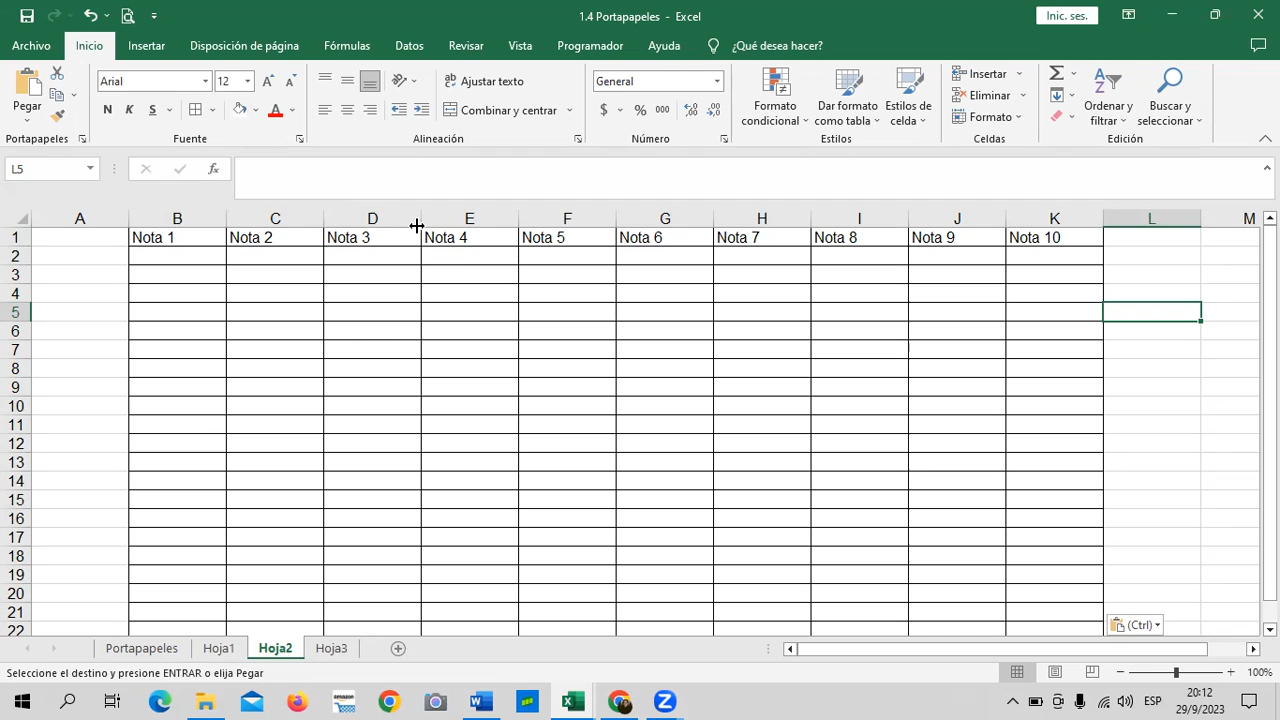 1.4 Portapapeles - Excel
Inic. ses.
Archivo Inicio Insertar Disposición de página Fórmulas Datos Revisar Vista Programador Ayuda ¿Qué desea hacer?
Pegar
Portapapeles
Arial 12
N K S
Fuente
Ajustar texto
Combinar y centrar
Alineación
General
$ % 000
Número
Formato condicional
Dar formato como tabla
Estilos de celda
Estilos
Insertar
Eliminar
Formato
Celdas
Ordenar y filtrar
Buscar y seleccionar
Edición
L5 fx
A B C D E F G H I J K L M
1 Nota 1 Nota 2 Nota 3 Nota 4 Nota 5 Nota 6 Nota 7 Nota 8 Nota 9 Nota 10
2
3
4
5
6
7
8
9
10
11
12
13
14
15
16
17
18
19
20
21
22
(Ctrl)
Portapapeles Hoja1 Hoja2 Hoja3
Seleccione el destino y presione ENTRAR o elija Pegar 100%
ESP
20:12
29/9/2023